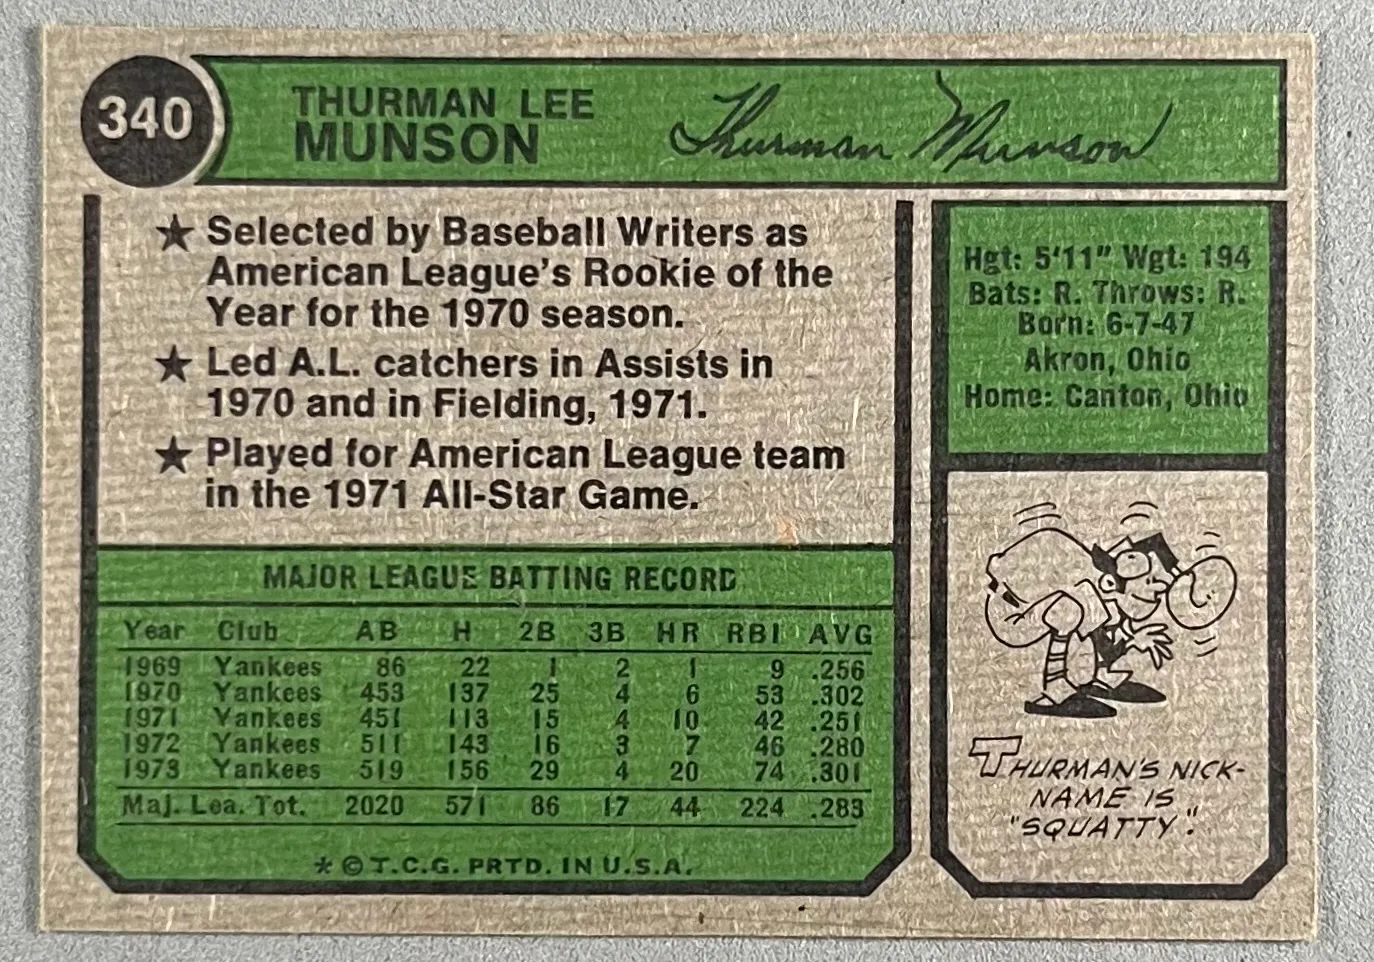 340
THURMAN LEE
MUNSON
Thurman Munson
★ Selected by Baseball Writers as
American League's Rookie of the
Year for the 1970 season.
★ Led A.L. catchers in Assists in
1970 and in Fielding, 1971.
★ Played for American League team
in the 1971 All-Star Game.
Hgt: 5'11" Wgt: 194
Bats: R. Throws: R.
Born: 6-7-47
Akron, Ohio
Home: Canton, Ohio
MAJOR LEAGUE BATTING RECORD
Year Club AB H 2B 3B HR RBI AVG
1969 Yankees 86 22 1 2 1 9 .256
1970 Yankees 453 137 25 4 6 53 .302
1971 Yankees 451 113 15 4 10 42 .251
1972 Yankees 511 143 16 3 7 46 .280
1973 Yankees 519 156 29 4 20 74 .301
Maj. Lea. Tot. 2020 571 86 17 44 224 .283
* © T.C.G. PRTD. IN U.S.A.
THURMAN'S NICK-
NAME IS
"SQUATTY".